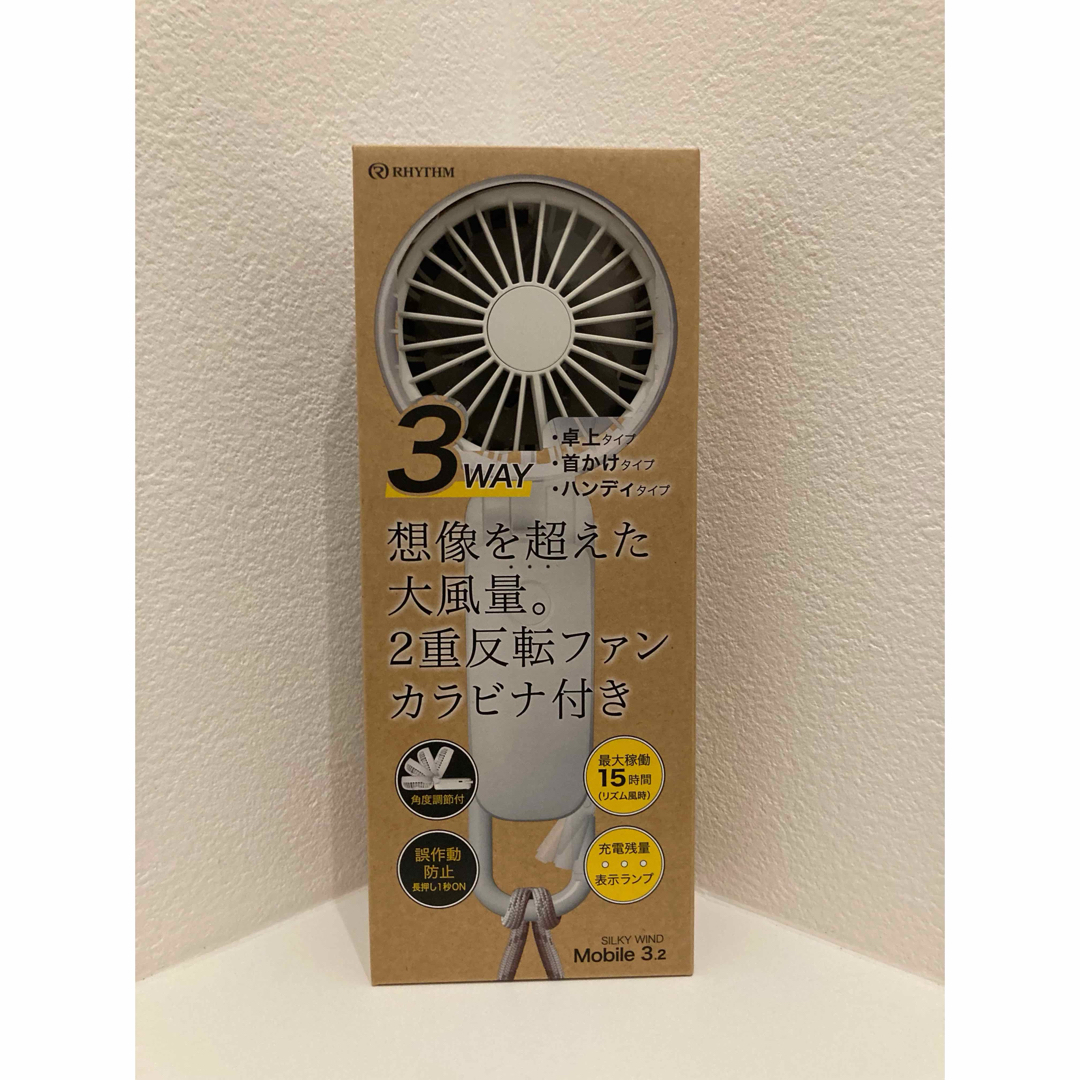 RHYTHM
3WAY
・卓上タイプ
・首かけタイプ
・ハンディタイプ
想像を超えた
大風量。
2重反転ファン
カラビナ付き
角度調節付
最大稼働
15時間
(リズム風時)
誤作動
防止
長押し1秒ON
充電残量
表示ランプ
SILKY WIND
Mobile 3.2